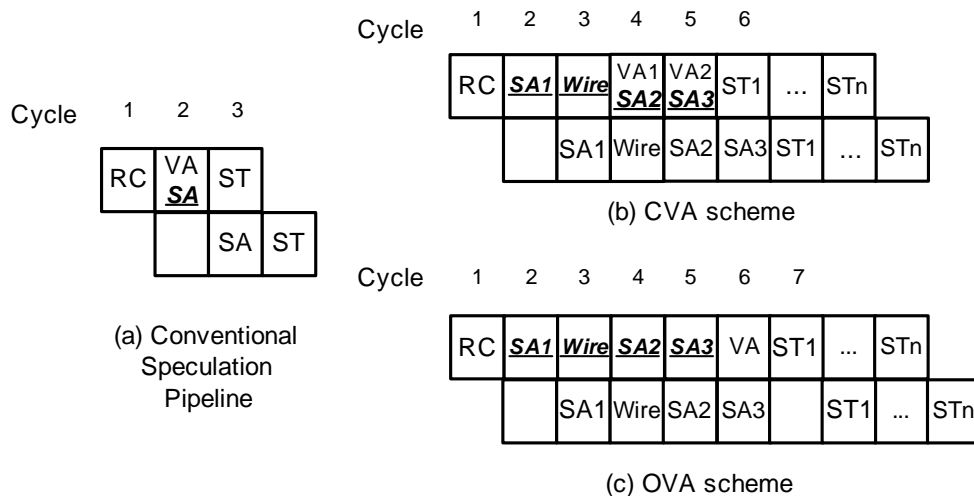 Cycle 1 2 3
RC VA SA ST
SA ST
(a) Conventional
Speculation
Pipeline
Cycle 1 2 3 4 5 6
RC SA1 Wire VA1 SA2 VA2 SA3 ST1 ... STn
SA1 Wire SA2 SA3 ST1 ... STn
(b) CVA scheme
Cycle 1 2 3 4 5 6 7
RC SA1 Wire SA2 SA3 VA ST1 ... STn
SA1 Wire SA2 SA3 ST1 ... STn
(c) OVA scheme